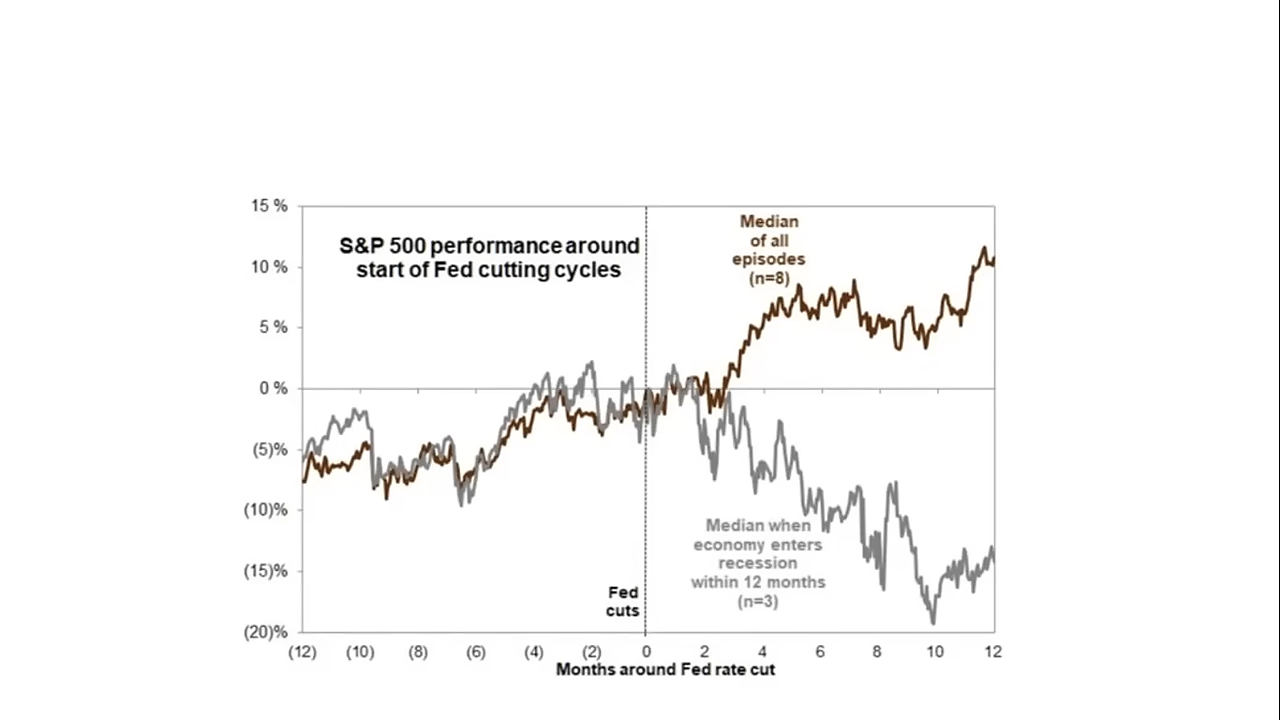 15 %
10 %
5 %
0 %
(5)%
(10)%
(15)%
(20)%
S&P 500 performance around
start of Fed cutting cycles
Median
of all
episodes
(n=8)
Median when
economy enters
recession
within 12 months
(n=3)
Fed
cuts
(12) (10) (8) (6) (4) (2) 0 2 4 6 8 10 12
Months around Fed rate cut